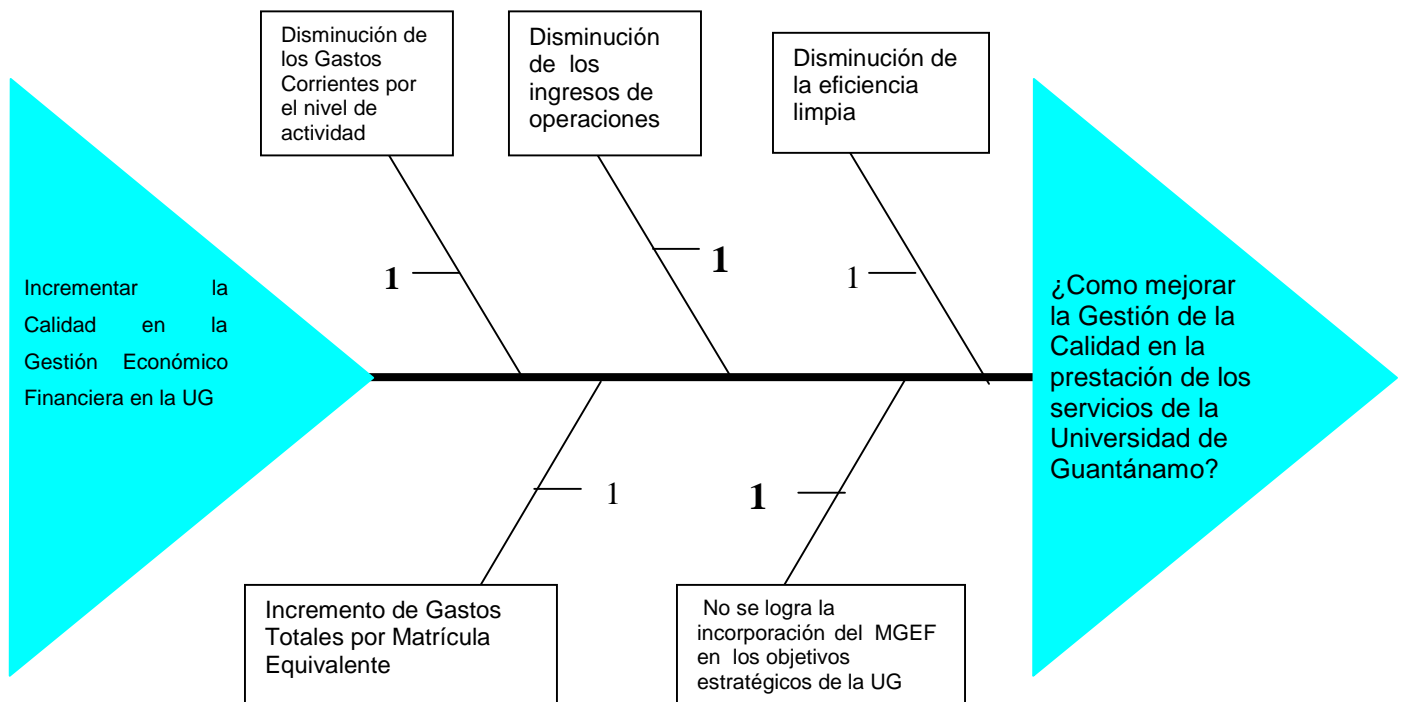 Disminución de
los Gastos
Corrientes por
el nivel de
actividad
Disminución
de los
ingresos de
operaciones
Disminución de
la eficiencia
limpia
1
1
1
Incrementar la
Calidad en la
Gestión Económico
Financiera en la UG
¿Como mejorar
la Gestión de la
Calidad en la
prestación de los
servicios de la
Universidad de
Guantánamo?
1
1
Incremento de Gastos
Totales por Matrícula
Equivalente
No se logra la
incorporación del MGEF
en los objetivos
estratégicos de la UG